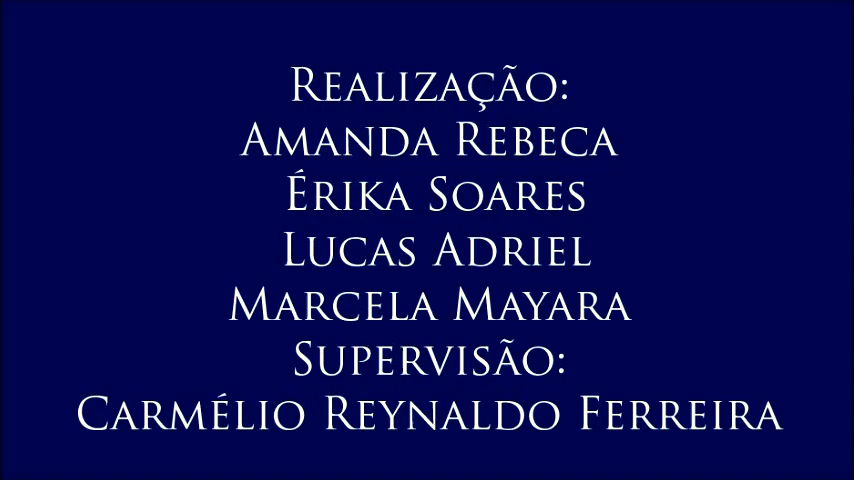 Realização:
Amanda Rebeca
Érika Soares
Lucas Adriel
Marcela Mayara
Supervisão:
Carmélio Reynaldo Ferreira